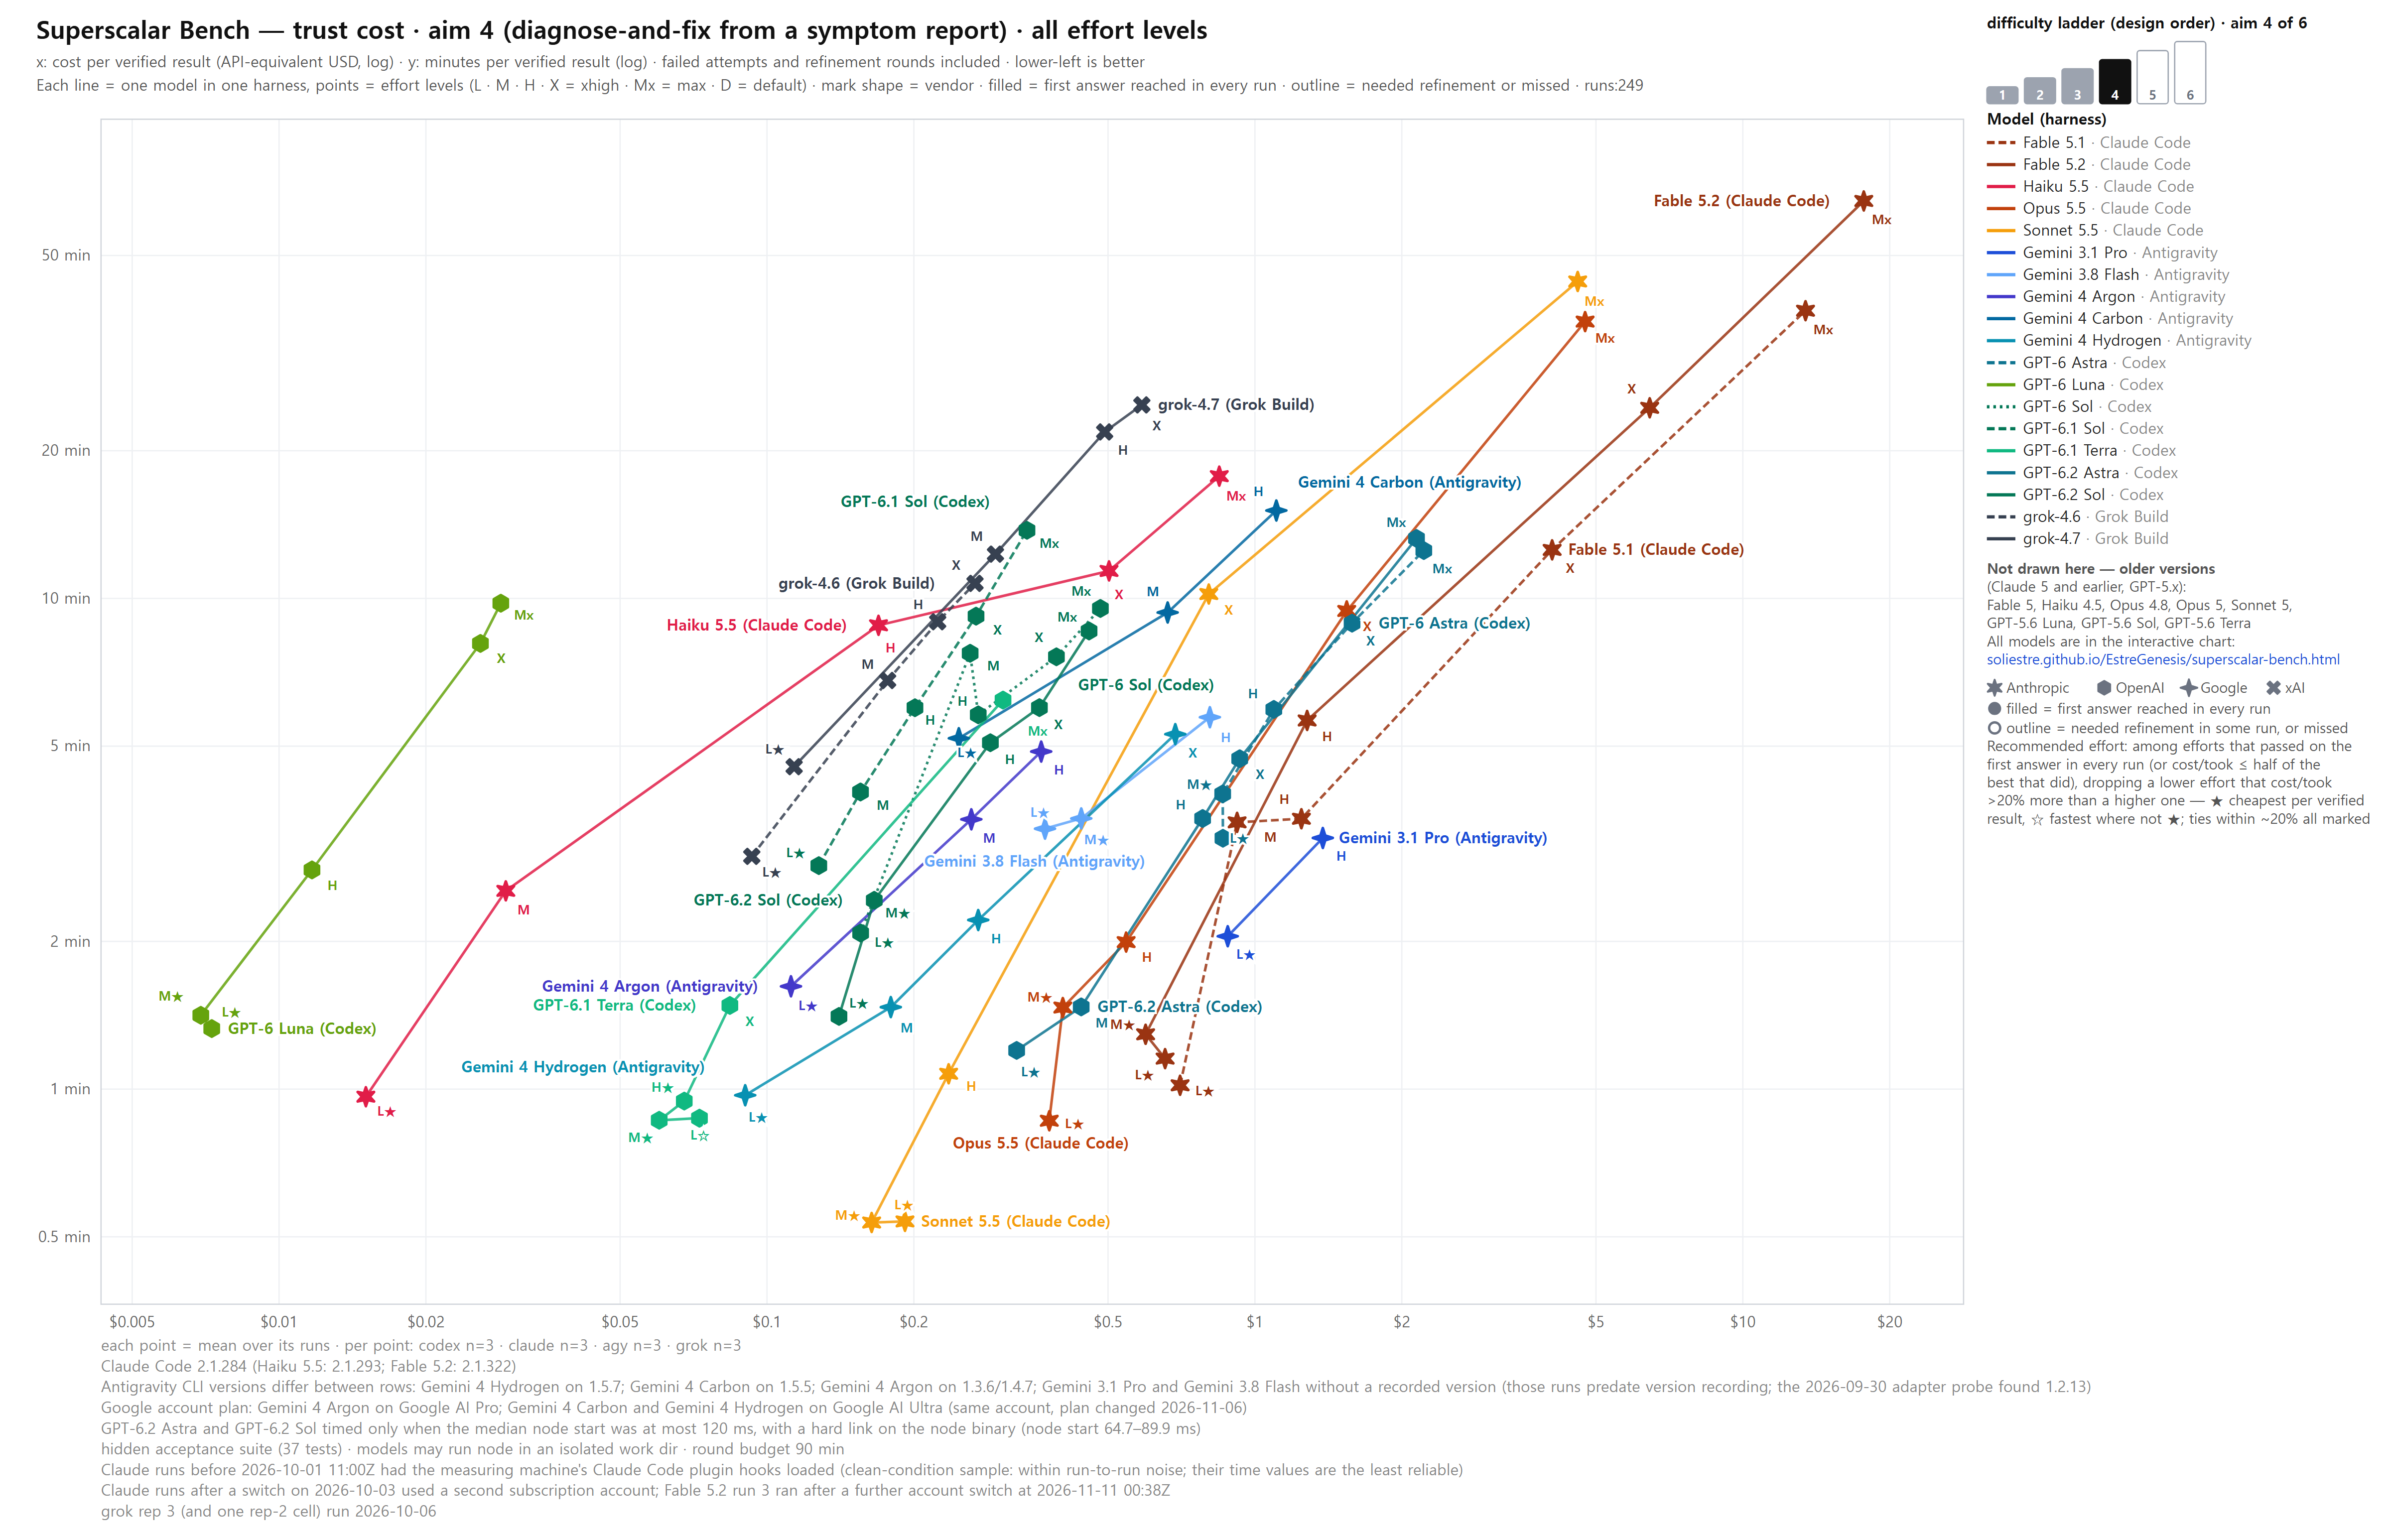 Superscalar Bench — trust cost · aim 4 (diagnose-and-fix from a symptom report) · all effort levels
x: cost per verified result (API-equivalent USD, log) · y: minutes per verified result (log) · failed attempts and refinement rounds included · lower-left is better
Each line = one model in one harness, points = effort levels (L · M · H · X = xhigh · Mx = max · D = default) · mark shape = vendor · filled = first answer reached in every run · outline = needed refinement or missed · runs:249
difficulty ladder (design order) · aim 4 of 6
1 2 3 4 5 6
Model (harness)
Fable 5.1 · Claude Code
Fable 5.2 · Claude Code
Haiku 5.5 · Claude Code
Opus 5.5 · Claude Code
Sonnet 5.5 · Claude Code
Gemini 3.1 Pro · Antigravity
Gemini 3.8 Flash · Antigravity
Gemini 4 Argon · Antigravity
Gemini 4 Carbon · Antigravity
Gemini 4 Hydrogen · Antigravity
GPT-6 Astra · Codex
GPT-6 Luna · Codex
GPT-6 Sol · Codex
GPT-6.1 Sol · Codex
GPT-6.1 Terra · Codex
GPT-6.2 Astra · Codex
GPT-6.2 Sol · Codex
grok-4.6 · Grok Build
grok-4.7 · Grok Build
Not drawn here — older versions
(Claude 5 and earlier, GPT-5.x):
Fable 5, Haiku 4.5, Opus 4.8, Opus 5, Sonnet 5,
GPT-5.6 Luna, GPT-5.6 Sol, GPT-5.6 Terra
All models are in the interactive chart:
soliestre.github.io/EstreGenesis/superscalar-bench.html
Anthropic OpenAI Google xAI
filled = first answer reached in every run
outline = needed refinement in some run, or missed
Recommended effort: among efforts that passed on the
first answer in every run (or cost/took ≤ half of the
best that did), dropping a lower effort that cost/took
>20% more than a higher one — ★ cheapest per verified
result, ☆ fastest where not ★; ties within ~20% all marked
50 min
20 min
10 min
5 min
2 min
1 min
0.5 min
Fable 5.2 (Claude Code)
Mx
Mx
Mx
Mx
X
grok-4.7 (Grok Build)
X
H
Gemini 4 Carbon (Antigravity)
H
Mx
GPT-6.1 Sol (Codex)
Mx
M
Mx
Mx
Fable 5.1 (Claude Code)
X
X
grok-4.6 (Grok Build)
H
Mx
M
X
X
Haiku 5.5 (Claude Code)
H
X
Mx
X
M
GPT-6 Astra (Codex)
X
X
Mx
X
M
H
H
GPT-6 Sol (Codex)
H
Mx
X
H
H
L★
L★
H
H
X
X
M★
H
H
M
L★
M★
L★
M
Gemini 3.1 Pro (Antigravity)
H
L★
L★
Gemini 3.8 Flash (Antigravity)
H
M
GPT-6.2 Sol (Codex)
M★
L★
H
H
L★
Gemini 4 Argon (Antigravity)
L★
L★
M★
L★
GPT-6 Luna (Codex)
GPT-6.1 Terra (Codex)
X
M
M★
GPT-6.2 Astra (Codex)
M
M★
L★
L★
L★
Gemini 4 Hydrogen (Antigravity)
H★
L★
L★
M★
L☆
H
L★
Opus 5.5 (Claude Code)
L★
M★
Sonnet 5.5 (Claude Code)
$0.005 $0.01 $0.02 $0.05 $0.1 $0.2 $0.5 $1 $2 $5 $10 $20
each point = mean over its runs · per point: codex n=3 · claude n=3 · agy n=3 · grok n=3
Claude Code 2.1.284 (Haiku 5.5: 2.1.293; Fable 5.2: 2.1.322)
Antigravity CLI versions differ between rows: Gemini 4 Hydrogen on 1.5.7; Gemini 4 Carbon on 1.5.5; Gemini 4 Argon on 1.3.6/1.4.7; Gemini 3.1 Pro and Gemini 3.8 Flash without a recorded version (those runs predate version recording; the 2026-09-30 adapter probe found 1.2.13)
Google account plan: Gemini 4 Argon on Google AI Pro; Gemini 4 Carbon and Gemini 4 Hydrogen on Google AI Ultra (same account, plan changed 2026-11-06)
GPT-6.2 Astra and GPT-6.2 Sol timed only when the median node start was at most 120 ms, with a hard link on the node binary (node start 64.7–89.9 ms)
hidden acceptance suite (37 tests) · models may run node in an isolated work dir · round budget 90 min
Claude runs before 2026-10-01 11:00Z had the measuring machine's Claude Code plugin hooks loaded (clean-condition sample: within run-to-run noise; their time values are the least reliable)
Claude runs after a switch on 2026-10-03 used a second subscription account; Fable 5.2 run 3 ran after a further account switch at 2026-11-11 00:38Z
grok rep 3 (and one rep-2 cell) run 2026-10-06